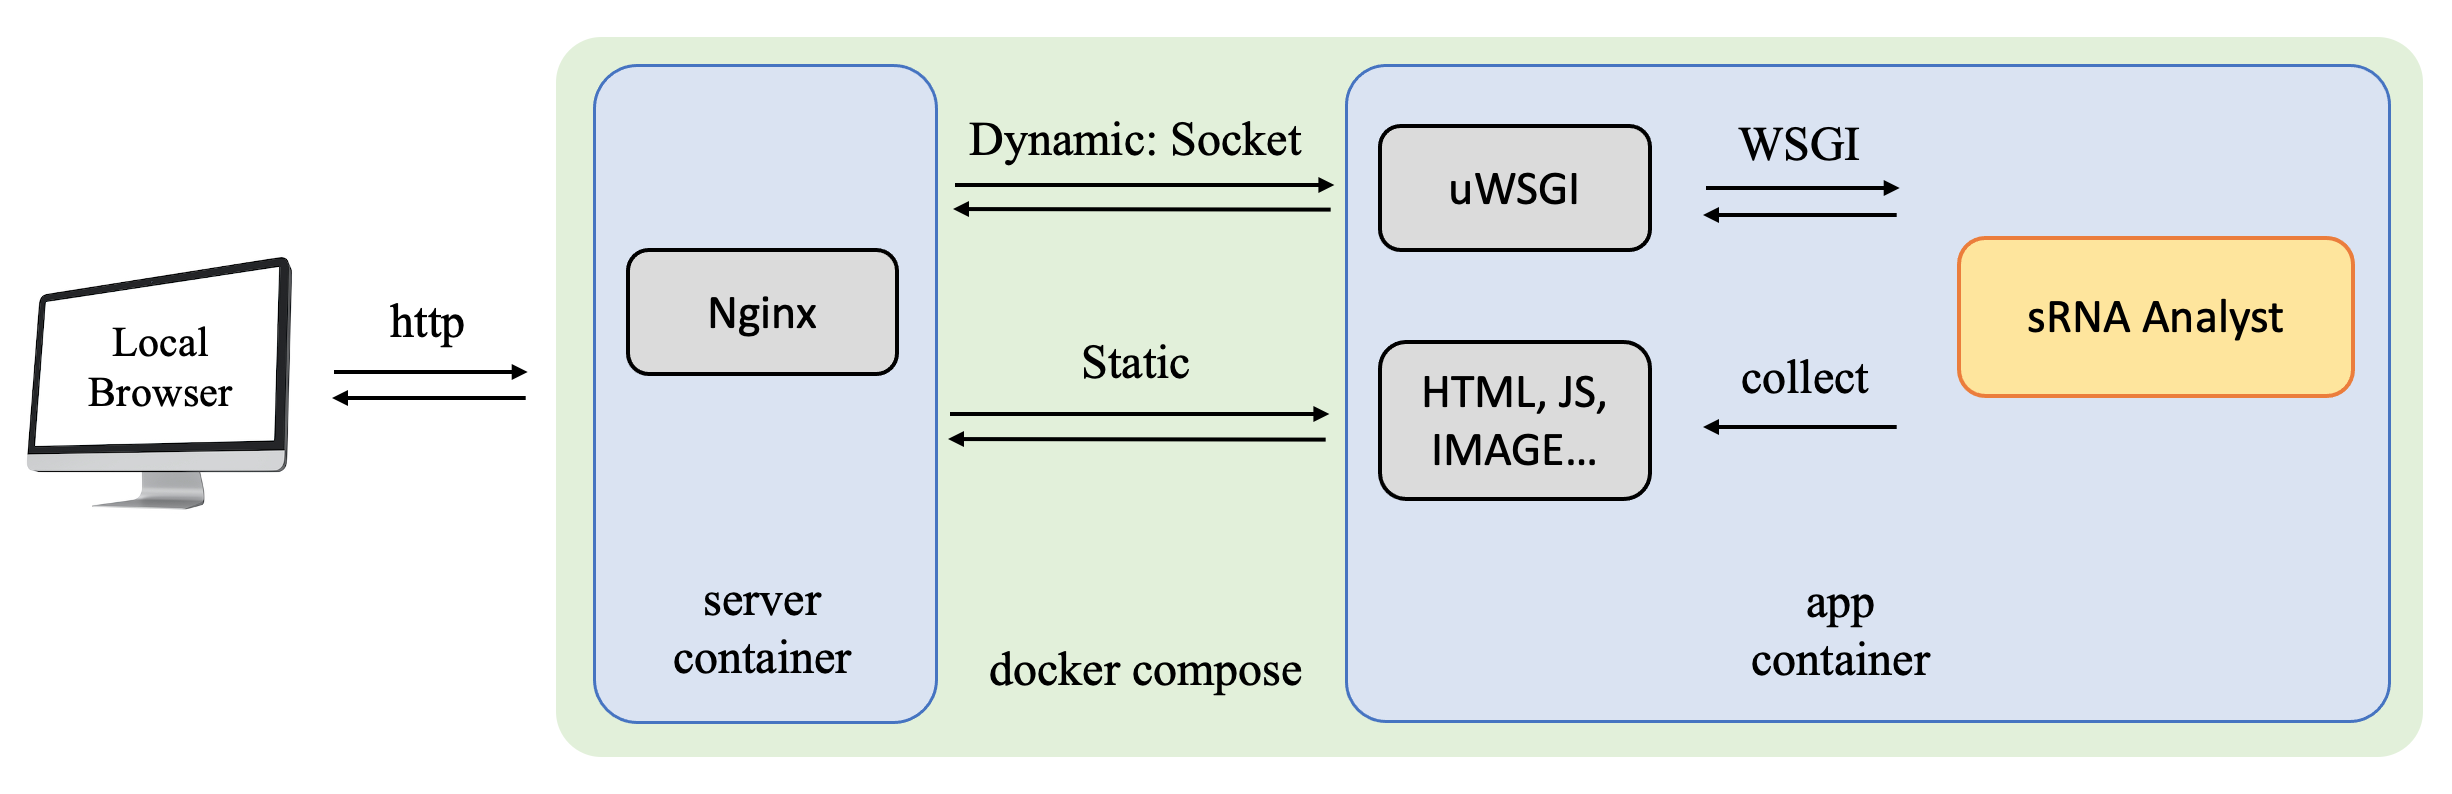 Local
Browser
http
Nginx
server
container
Dynamic: Socket
Static
docker compose
uWSGI
HTML, JS,
IMAGE...
WSGI
collect
sRNA Analyst
app
container